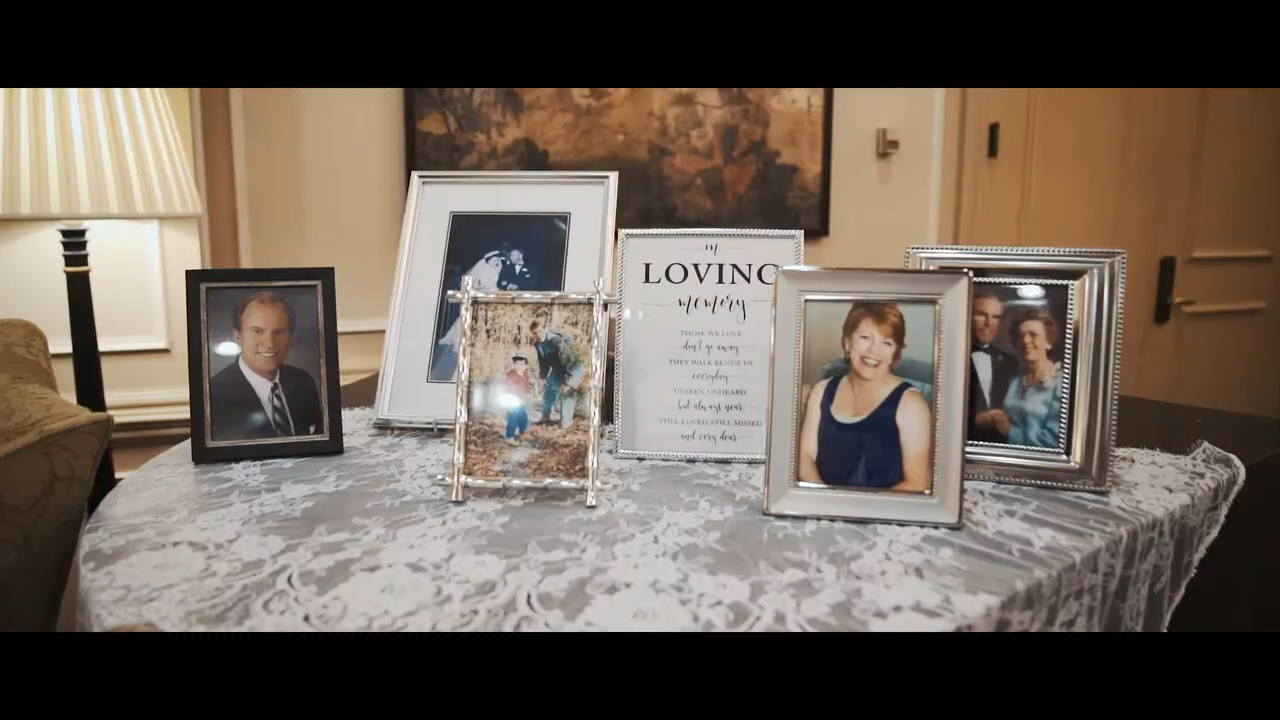 in
LOVING
memory
THOSE WE LOVE
don't go away
THEY WALK BESIDE US
everyday
UNSEEN, UNHEARD
but always near
STILL LOVED, STILL MISSED
and very dear